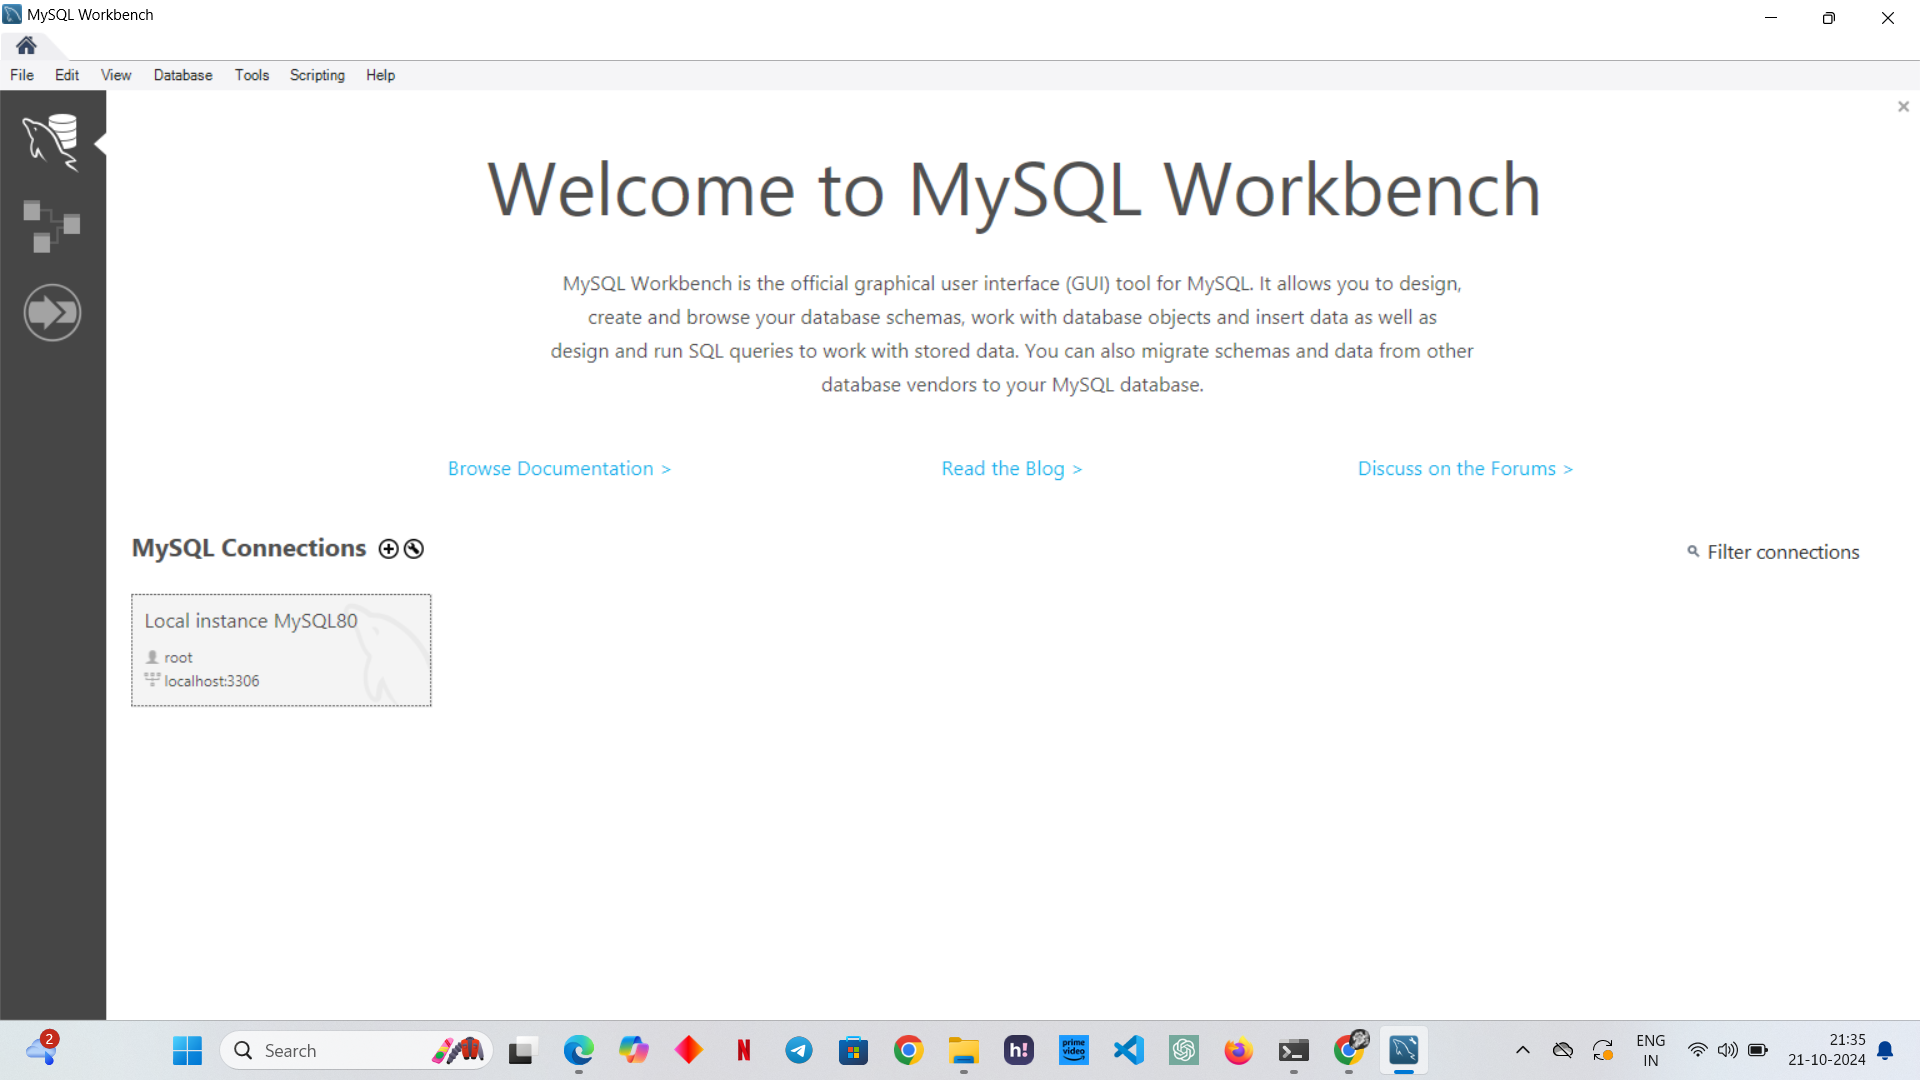 MySQL Workbench
File Edit View Database Tools Scripting Help
Welcome to MySQL Workbench
MySQL Workbench is the official graphical user interface (GUI) tool for MySQL. It allows you to design,
create and browse your database schemas, work with database objects and insert data as well as
design and run SQL queries to work with stored data. You can also migrate schemas and data from other
database vendors to your MySQL database.
Browse Documentation > Read the Blog > Discuss on the Forums >
MySQL Connections
Filter connections
Local instance MySQL80
root
localhost:3306
2
Search
N
h!
prime
video
ENG
IN
21:35
21-10-2024